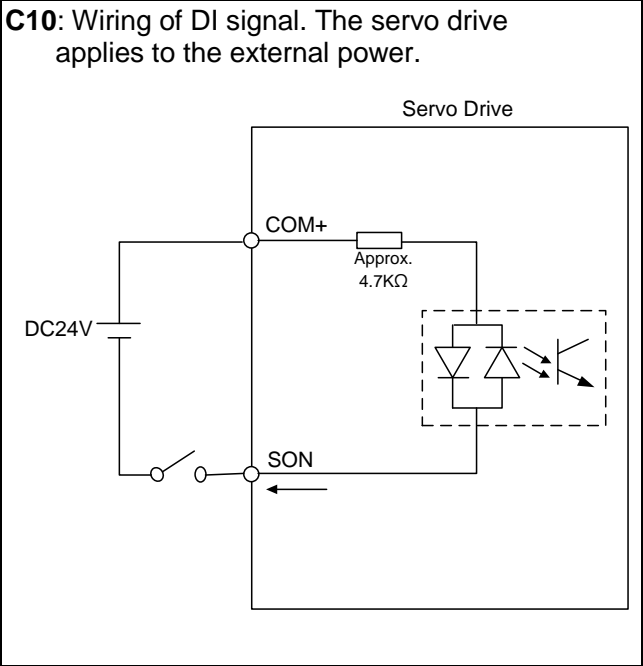 C10: Wiring of DI signal. The servo drive
applies to the external power.
Servo Drive
COM+
Approx.
4.7KΩ
DC24V
SON